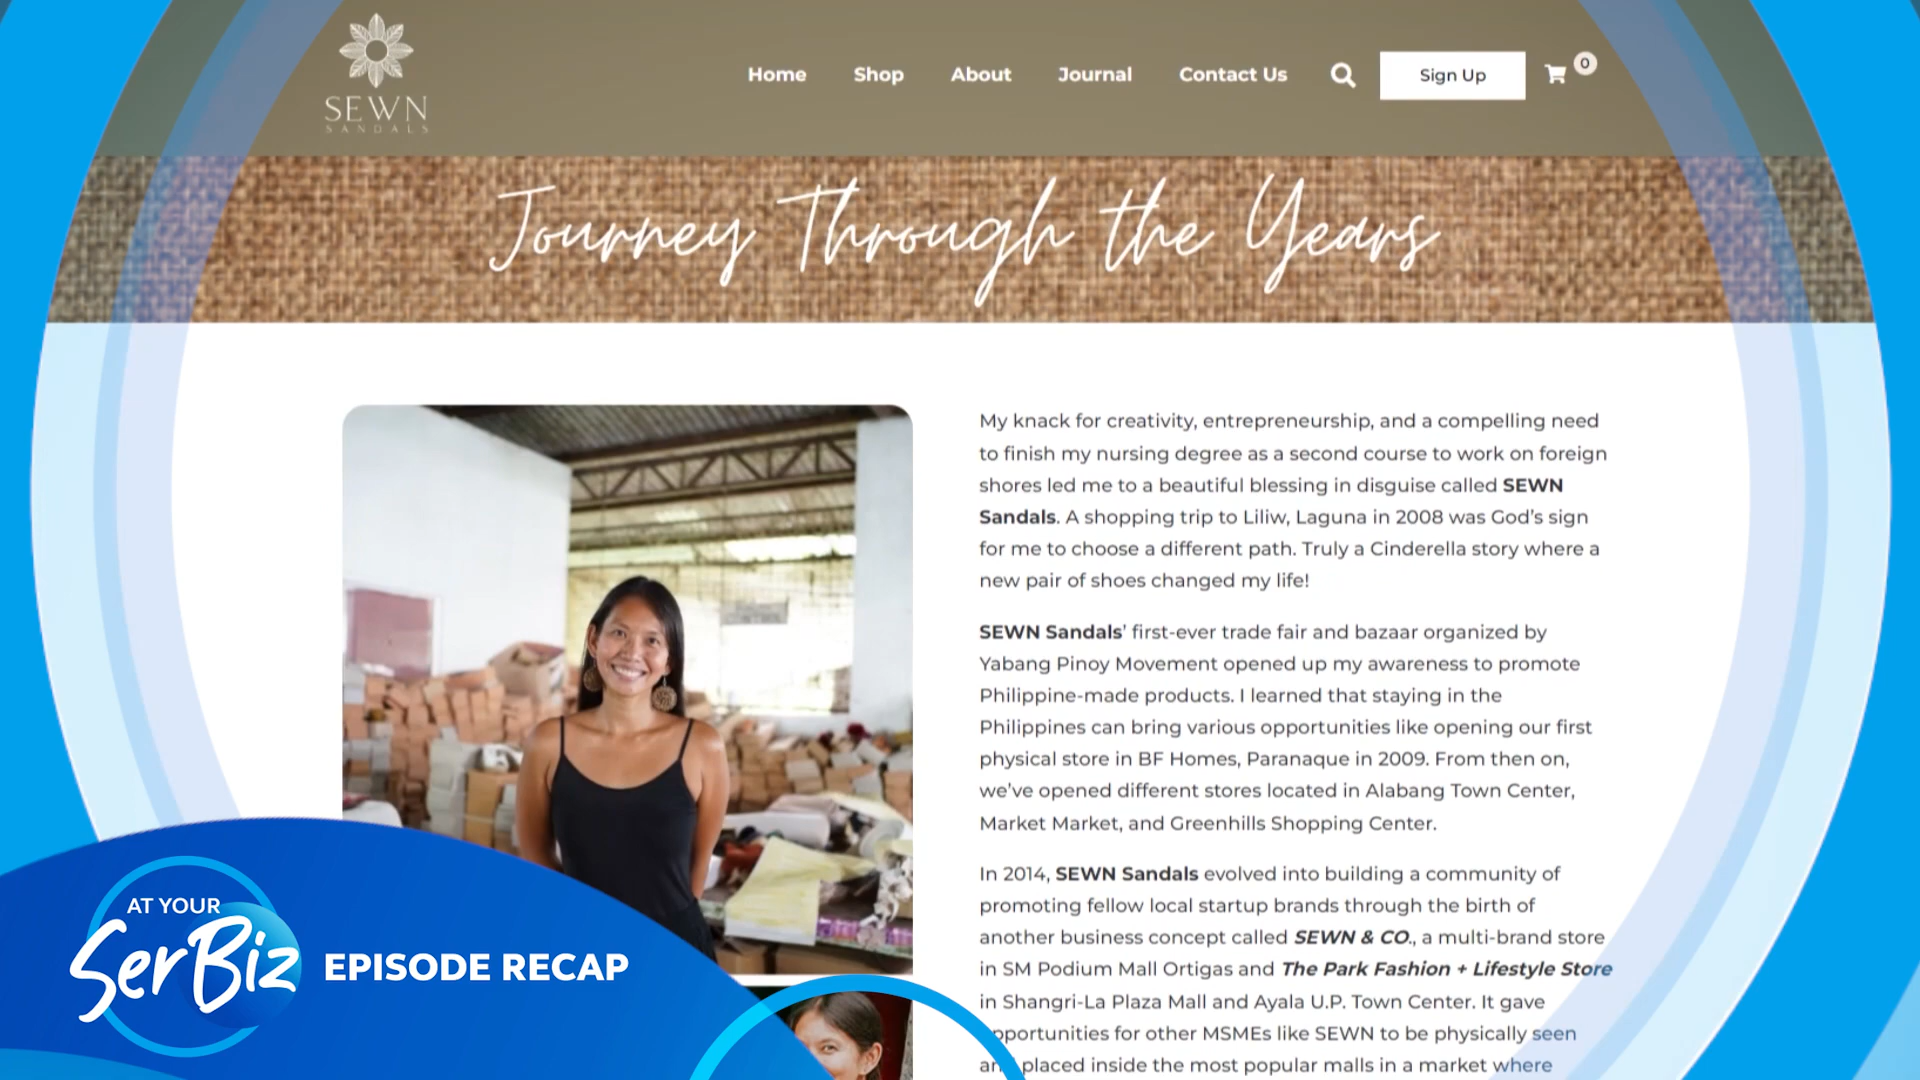 SEWN
SANDALS
Home
Shop
About
Journal
Contact Us
Sign Up
0
Journey Through the Years
My knack for creativity, entrepreneurship, and a compelling need
to finish my nursing degree as a second course to work on foreign
shores led me to a beautiful blessing in disguise called SEWN
Sandals. A shopping trip to Liliw, Laguna in 2008 was God's sign
for me to choose a different path. Truly a Cinderella story where a
new pair of shoes changed my life!
SEWN Sandals' first-ever trade fair and bazaar organized by
Yabang Pinoy Movement opened up my awareness to promote
Philippine-made products. I learned that staying in the
Philippines can bring various opportunities like opening our first
physical store in BF Homes, Paranaque in 2009. From then on,
we've opened different stores located in Alabang Town Center,
Market Market, and Greenhills Shopping Center.
In 2014, SEWN Sandals evolved into building a community of
promoting fellow local startup brands through the birth of
another business concept called SEWN & CO., a multi-brand store
in SM Podium Mall Ortigas and The Park Fashion + Lifestyle Store
in Shangri-La Plaza Mall and Ayala U.P. Town Center. It gave
opportunities for other MSMEs like SEWN to be physically seen
and placed inside the most popular malls in a market where
AT YOUR
SerBiz
EPISODE RECAP